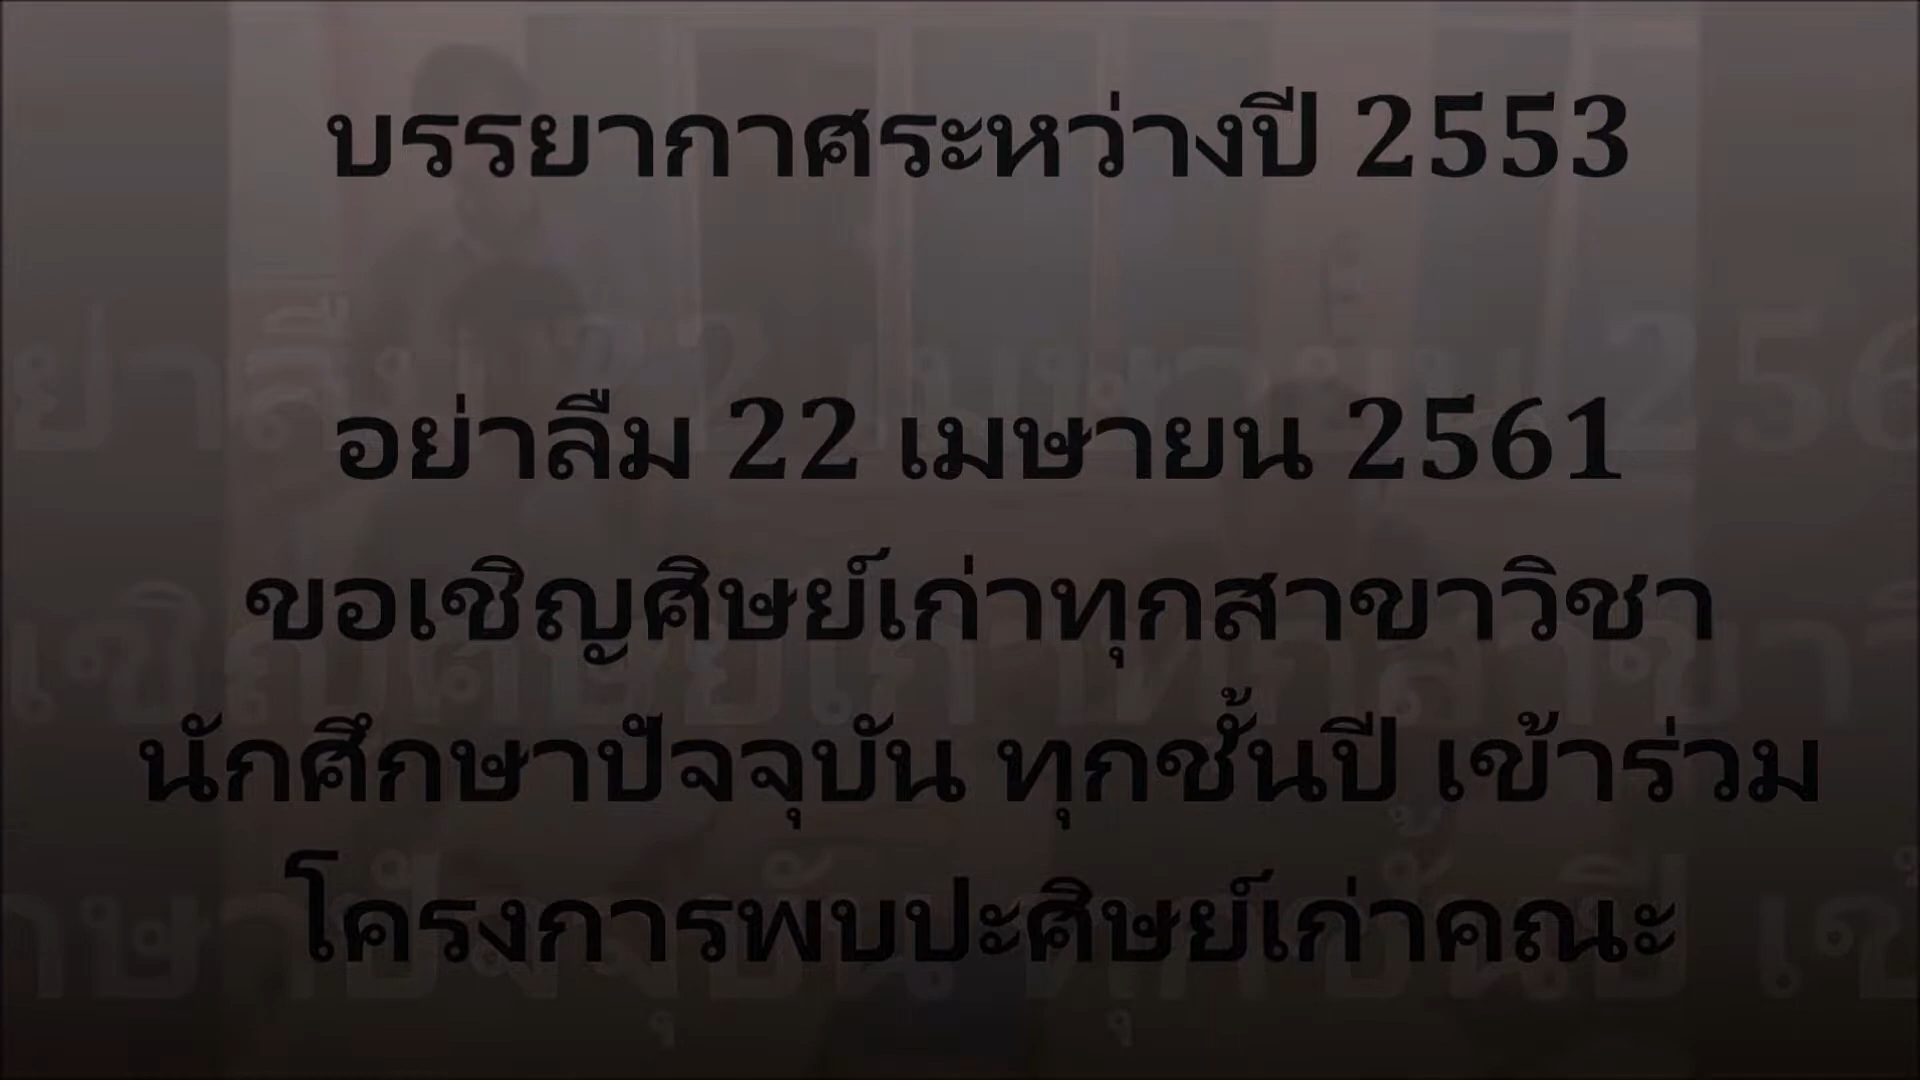 บรรยากาศระหว่างปี 2553
อย่าลืม 22 เมษายน 2561
ขอเชิญศิษย์เก่าทุกสาขาวิชา
นักศึกษาปัจจุบัน ทุกชั้นปี เข้าร่วม
โครงการพบปะศิษย์เก่าคณะ